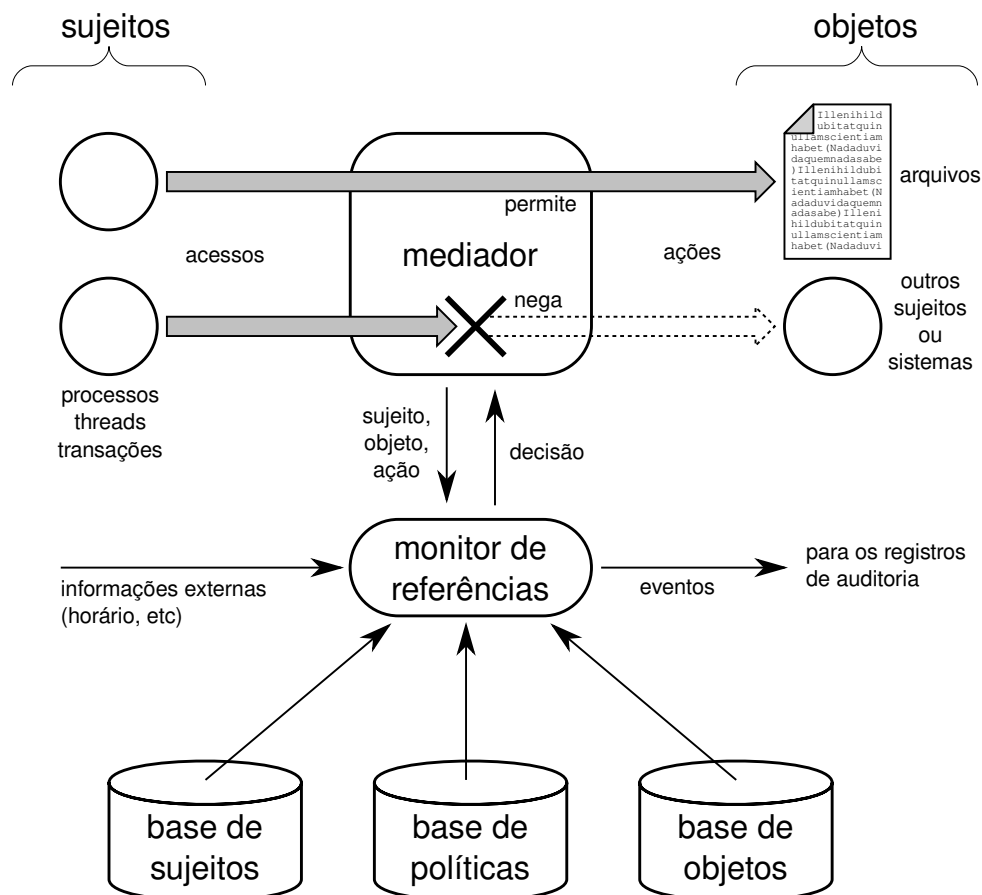 sujeitos
objetos
Illenihild
ubitatquin
ullamscientiam
habet(Nadaduvi
daquemnadasabe
)Illenihildubi
tatquinullamsc
ientiamhabet(N
adaduvidaquemn
adasabe)Illeni
hildubitatquin
ullamscientiam
habet(Nadaduvi
arquivos
permite
acessos
mediador
ações
nega
outros
sujeitos
ou
sistemas
processos
threads
transações
sujeito,
objeto,
ação
decisão
informações externas
(horário, etc)
monitor de
referências
eventos
para os registros
de auditoria
base de
sujeitos
base de
políticas
base de
objetos